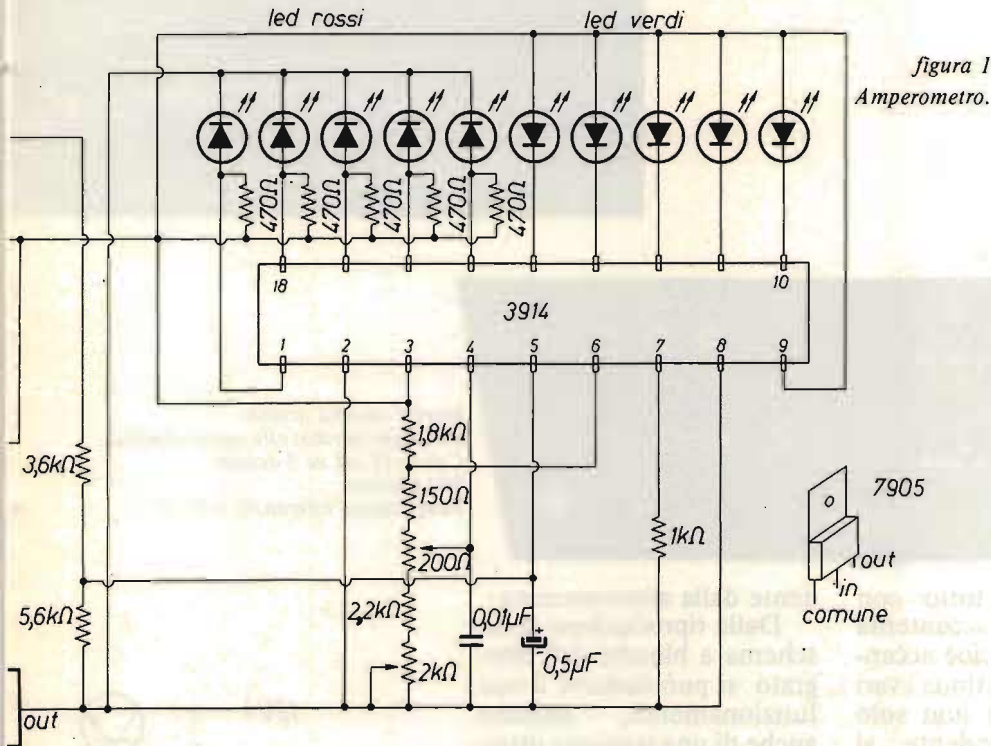 led rossi
led verdi
figura 1
Amperometro.
470Ω
470Ω
470Ω
470Ω
470Ω
18
10
3914
1
2
3
4
5
6
7
8
9
3,6kΩ
1,8kΩ
150Ω
200Ω
1kΩ
7905
out
in
comune
5,6kΩ
2,2kΩ
0,01µF
+
-
0,5µF
2kΩ
out